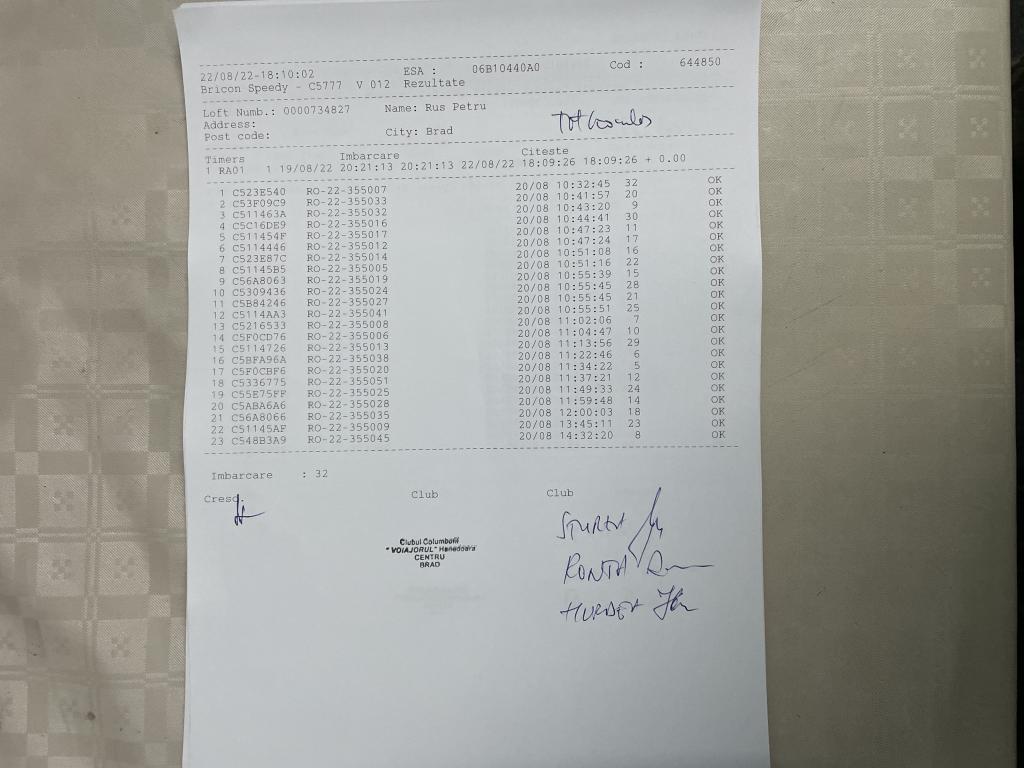 22/08/22-18:10:02 ESA : 06B10440A0 Cod : 644850
Bricon Speedy - C5777 V 012 Rezultate
Loft Numb.: 0000734827 Name: Rus Petru
Address:
Post code: City: Brad
Timers Imbarcare Citeste
1 RA01 1 19/08/22 20:21:13 20:21:13 22/08/22 18:09:26 18:09:26 + 0.00
1 C523E540 RO-22-355007 20/08 10:32:45 32 OK
2 C53F09C9 RO-22-355033 20/08 10:41:57 20 OK
3 C511463A RO-22-355032 20/08 10:43:20 9 OK
4 C5C16DE9 RO-22-355016 20/08 10:44:41 30 OK
5 C511454F RO-22-355017 20/08 10:47:23 11 OK
6 C5114446 RO-22-355012 20/08 10:47:24 17 OK
7 C523E87C RO-22-355014 20/08 10:51:08 16 OK
8 C51145B5 RO-22-355005 20/08 10:51:16 22 OK
9 C56A8063 RO-22-355019 20/08 10:55:39 15 OK
10 C5309436 RO-22-355024 20/08 10:55:45 28 OK
11 C5B84246 RO-22-355027 20/08 10:55:45 21 OK
12 C5114AA3 RO-22-355041 20/08 10:55:51 25 OK
13 C5216533 RO-22-355008 20/08 11:02:06 7 OK
14 C5F0CD76 RO-22-355006 20/08 11:04:47 10 OK
15 C5114726 RO-22-355013 20/08 11:13:56 29 OK
16 C5BFA96A RO-22-355038 20/08 11:22:46 6 OK
17 C5F0CBF6 RO-22-355020 20/08 11:34:22 5 OK
18 C5336775 RO-22-355051 20/08 11:37:21 12 OK
19 C55E75FF RO-22-355025 20/08 11:49:33 24 OK
20 C5ABA6A6 RO-22-355028 20/08 11:59:48 14 OK
21 C56A8066 RO-22-355035 20/08 12:00:03 18 OK
22 C51145AF RO-22-355009 20/08 13:45:11 23 OK
23 C548B3A9 RO-22-355045 20/08 14:32:20 8 OK
Imbarcare : 32
Cresc. Club Club
Clubul Columbofil
"VOIAJORUL" Hunedoara
CENTRU
BRAD
RONTA